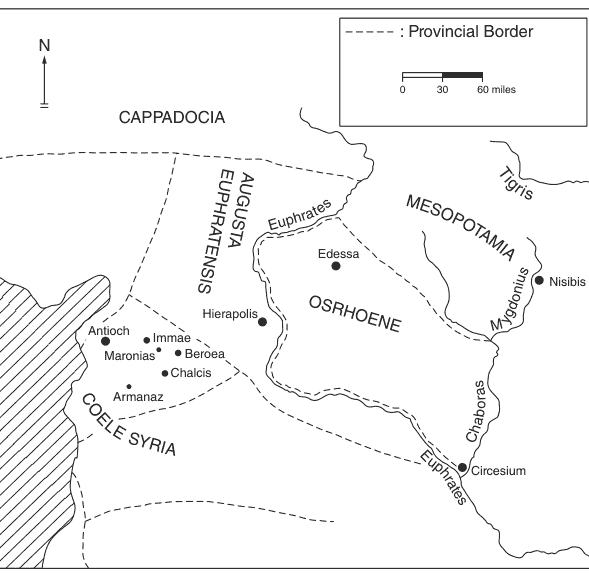 N
- - - - - - : Provincial Border
0 30 60 miles
CAPPADOCIA
Tigris
AUGUSTA
EUPHRATENSIS
Euphrates
MESOPOTAMIA
Edessa
Nisibis
Mygdonius
OSRHOENE
Hierapolis
Antioch
Immae
Maronias
Beroea
Chalcis
Armanaz
COELE SYRIA
Chaboras
Circesium
Euphrates